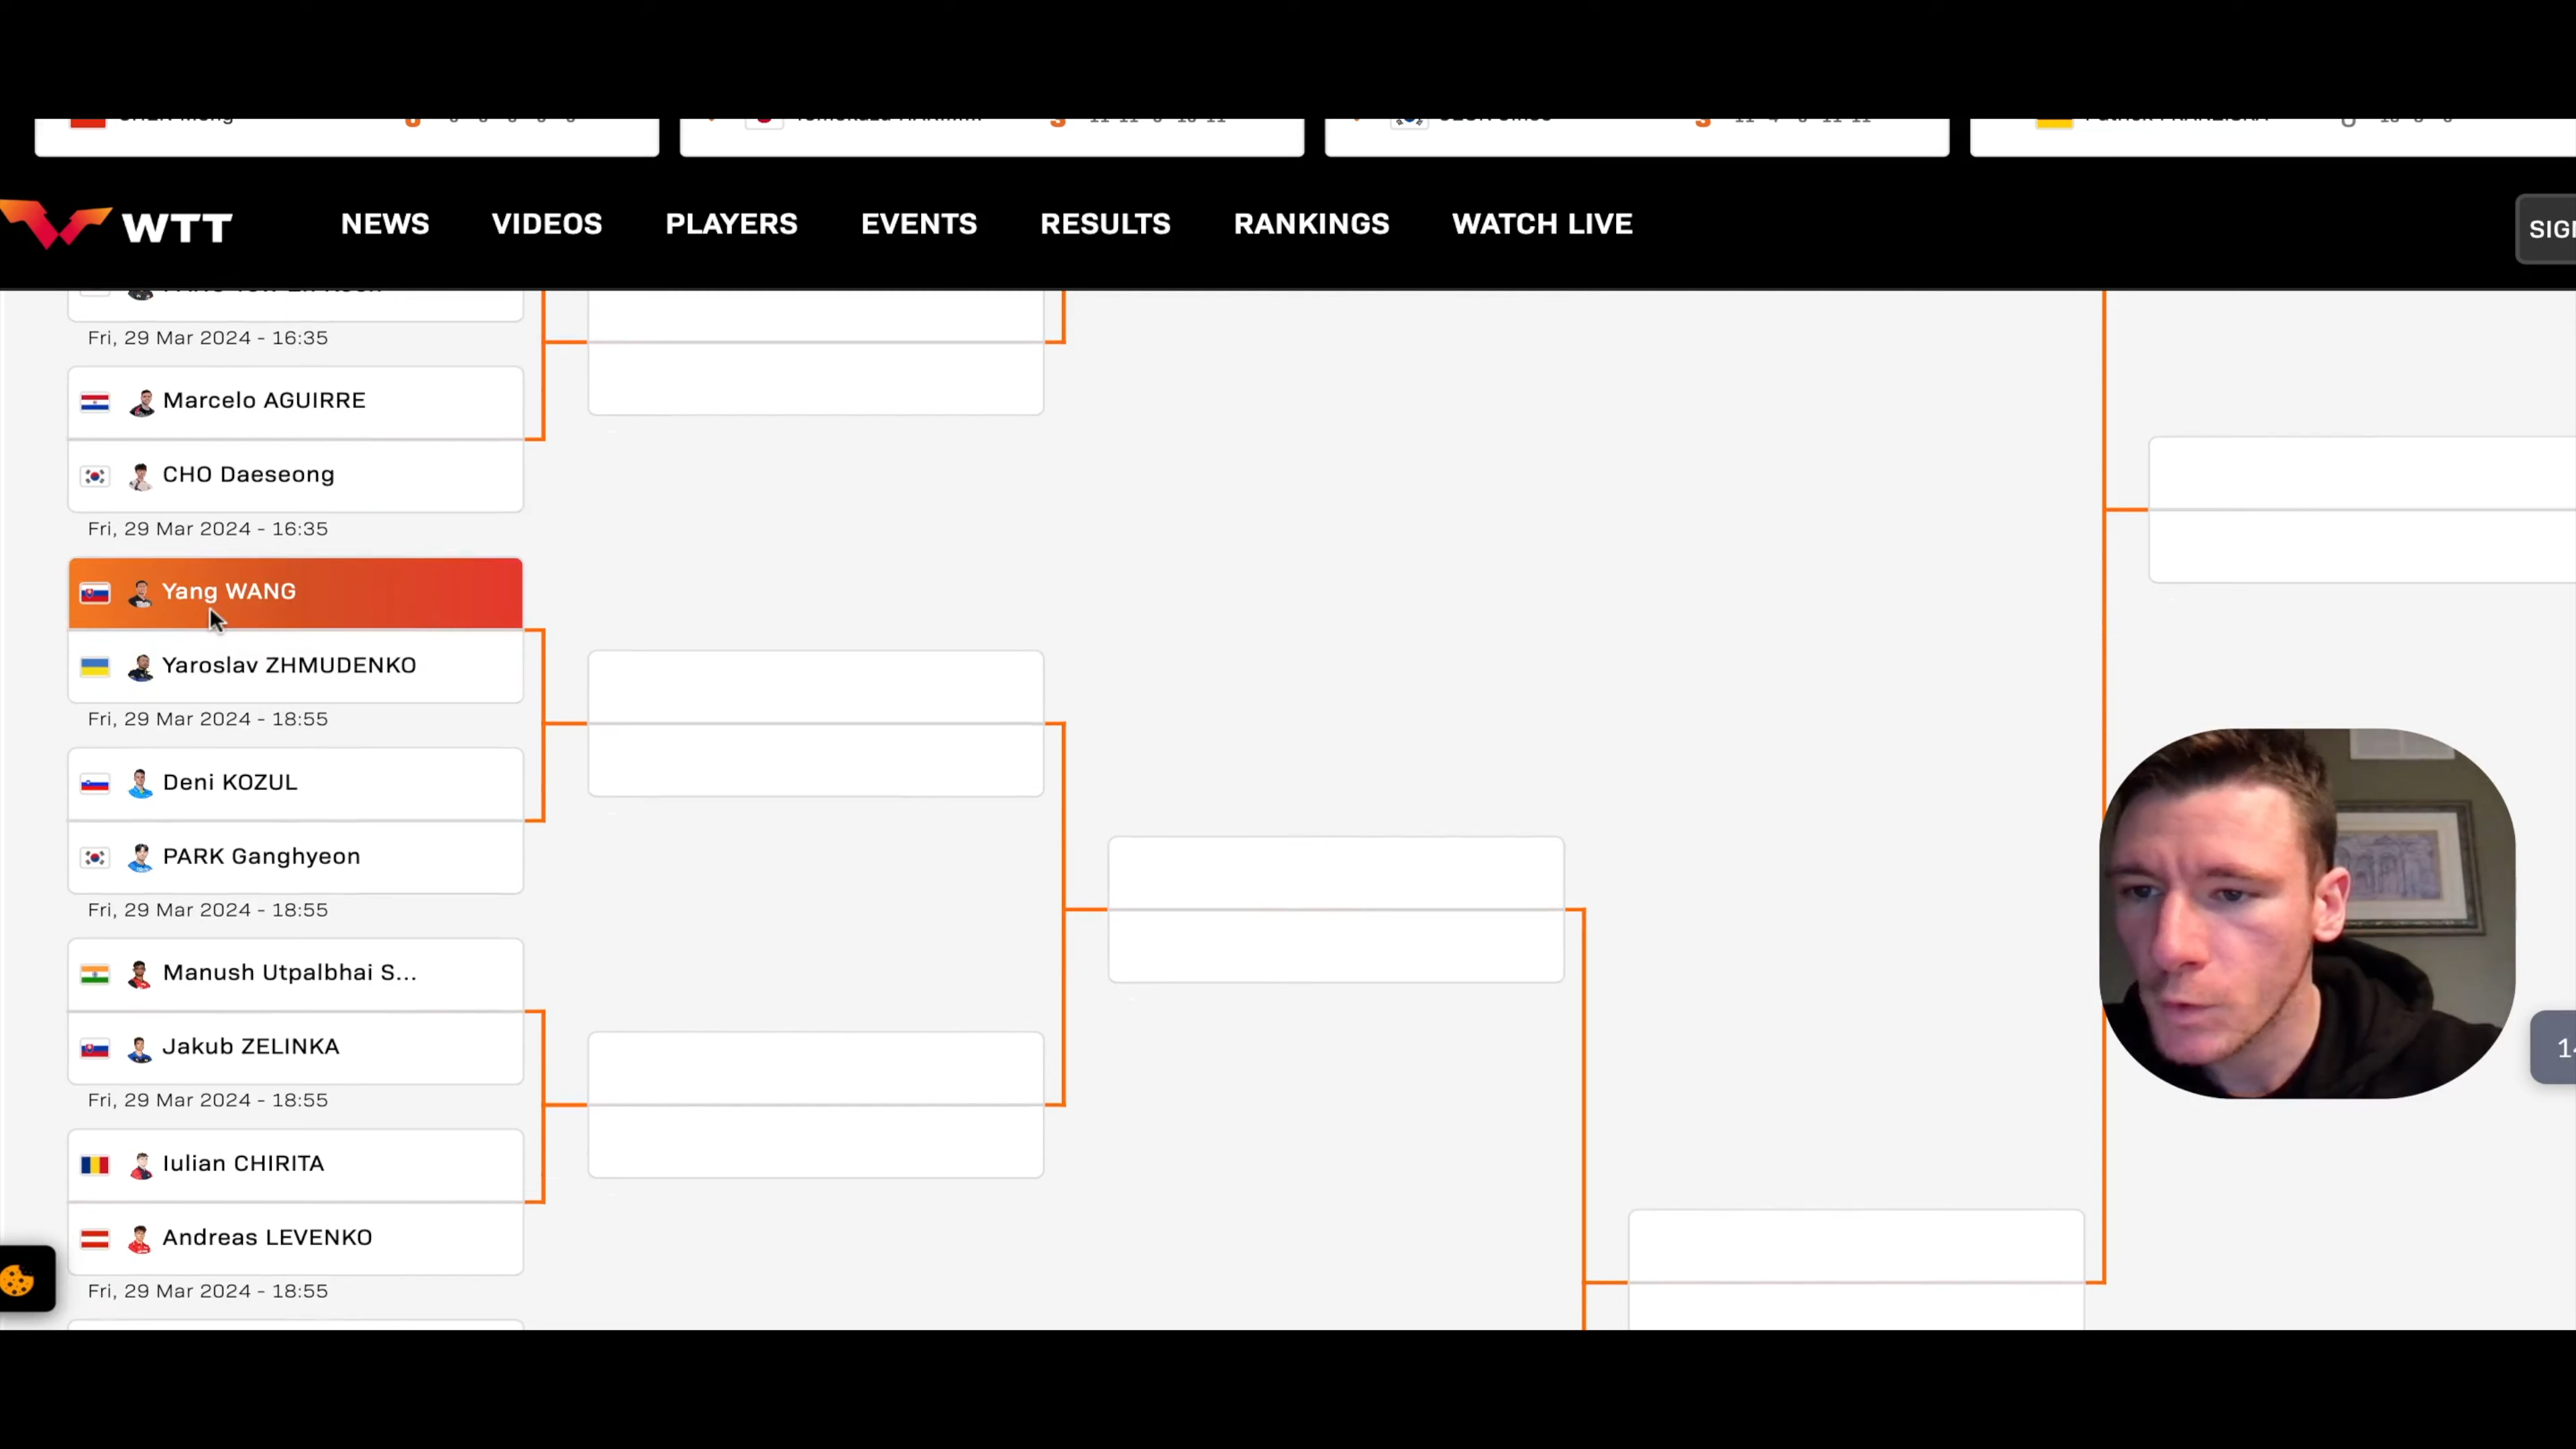 WTT NEWS VIDEOS PLAYERS EVENTS RESULTS RANKINGS WATCH LIVE
Fri, 29 Mar 2024 - 16:35
Marcelo AGUIRRE
CHO Daeseong
Fri, 29 Mar 2024 - 16:35
Yang WANG
Yaroslav ZHMUDENKO
Fri, 29 Mar 2024 - 18:55
Deni KOZUL
PARK Ganghyeon
Fri, 29 Mar 2024 - 18:55
Manush Utpalbhai S...
Jakub ZELINKA
Fri, 29 Mar 2024 - 18:55
Iulian CHIRITA
Andreas LEVENKO
Fri, 29 Mar 2024 - 18:55